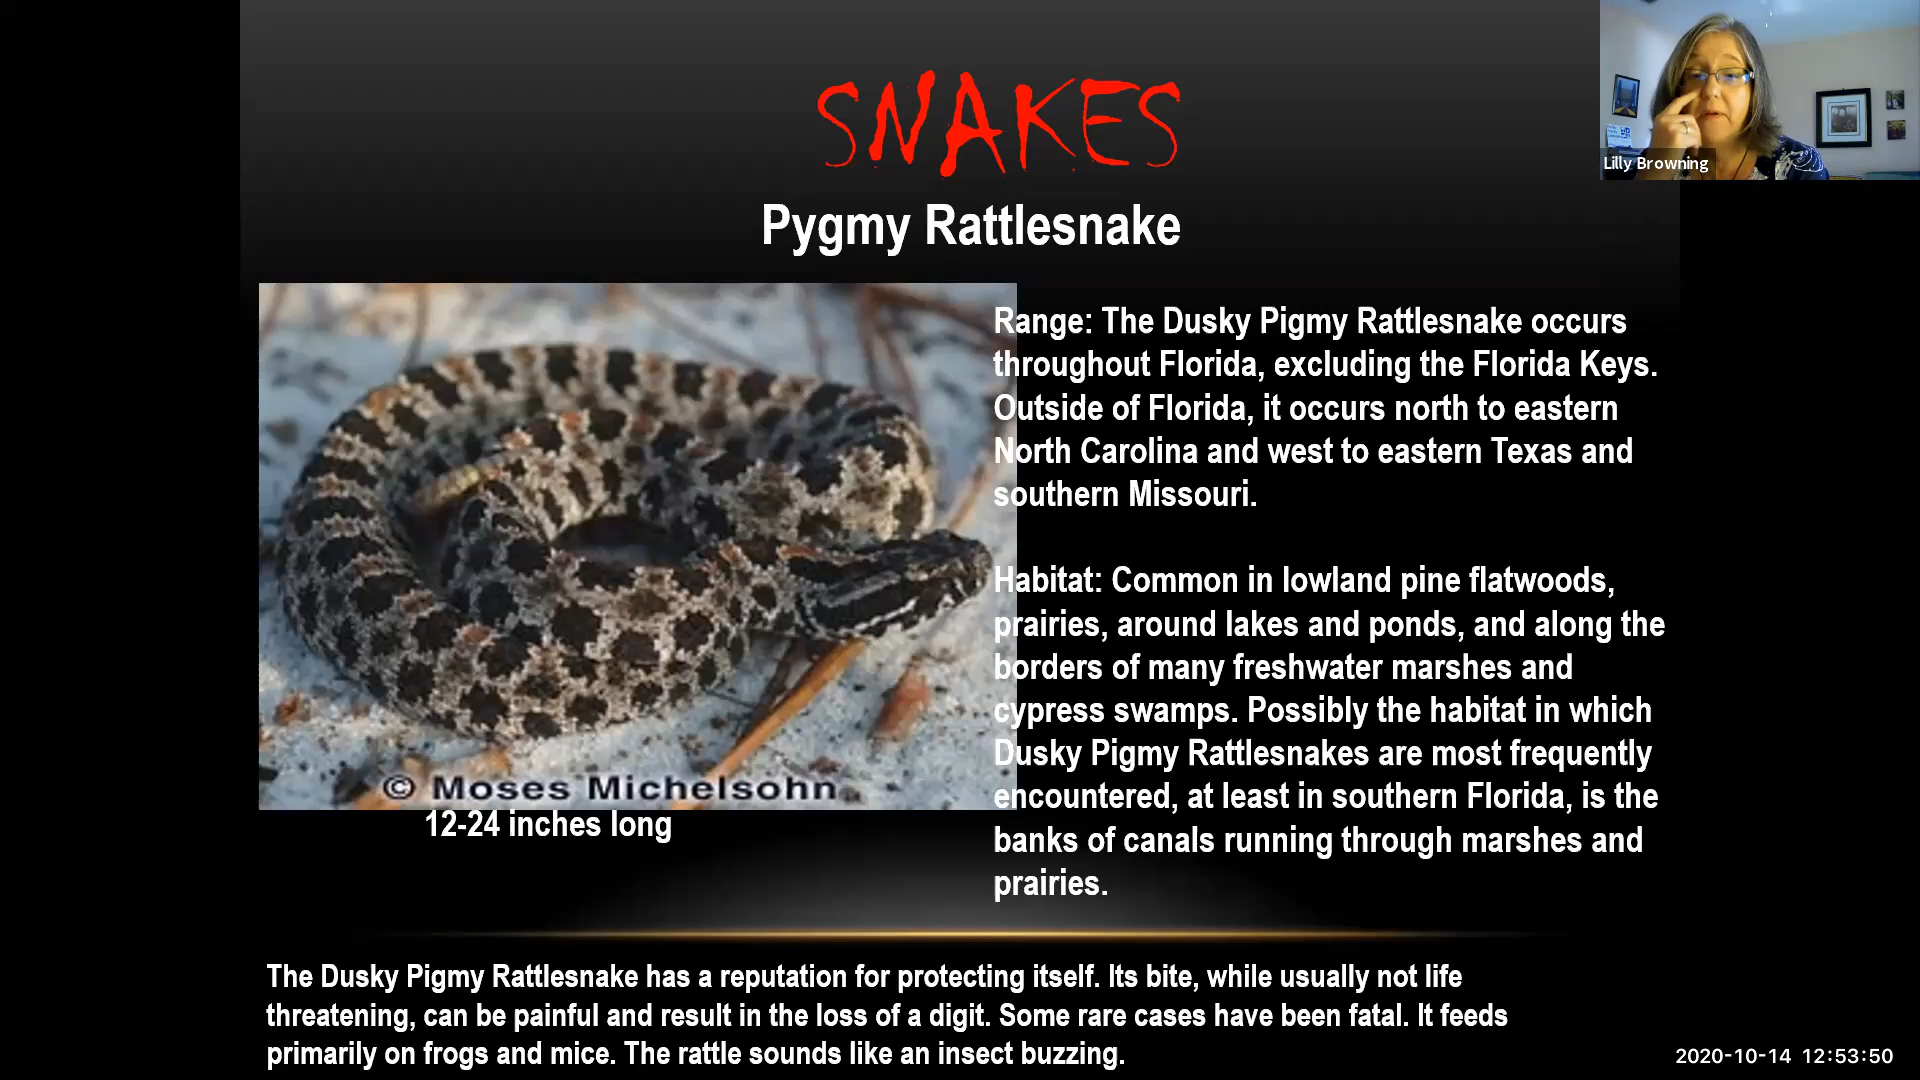 SNAKES
Lilly Browning
Pygmy Rattlesnake
Range: The Dusky Pigmy Rattlesnake occurs
throughout Florida, excluding the Florida Keys.
Outside of Florida, it occurs north to eastern
North Carolina and west to eastern Texas and
southern Missouri.
Habitat: Common in lowland pine flatwoods,
prairies, around lakes and ponds, and along the
borders of many freshwater marshes and
cypress swamps. Possibly the habitat in which
Dusky Pigmy Rattlesnakes are most frequently
encountered, at least in southern Florida, is the
banks of canals running through marshes and
prairies.
© Moses Michelsohn
12-24 inches long
The Dusky Pigmy Rattlesnake has a reputation for protecting itself. Its bite, while usually not life
threatening, can be painful and result in the loss of a digit. Some rare cases have been fatal. It feeds
primarily on frogs and mice. The rattle sounds like an insect buzzing.
2020-10-14 12:53:50